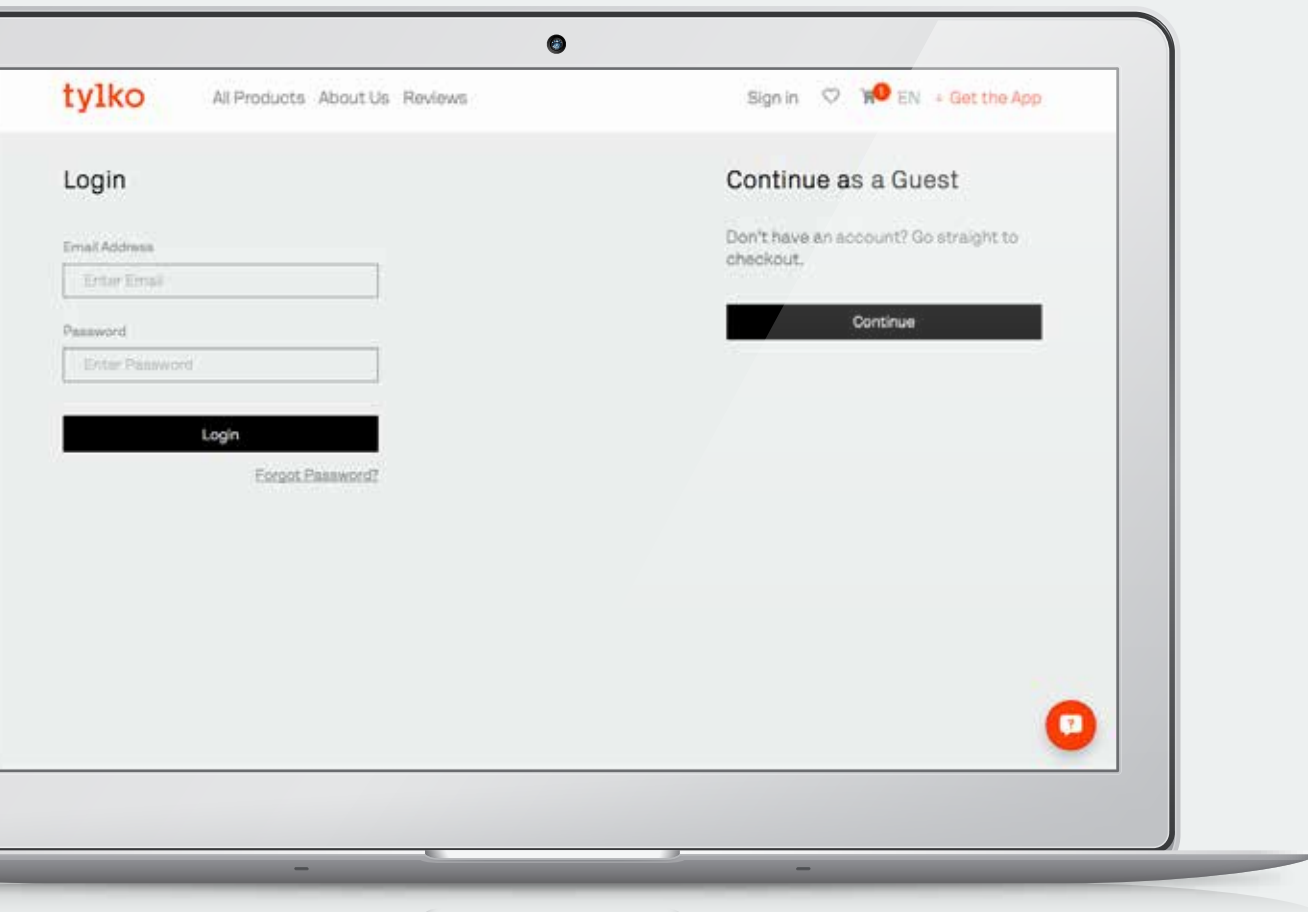 tylko
All Products About Us Reviews
Sign in 1 EN + Get the App
Login
Email Address
Enter Email
Password
Enter Password
Login
Forgot Password?
Continue as a Guest
Don't have an account? Go straight to
checkout.
Continue
?